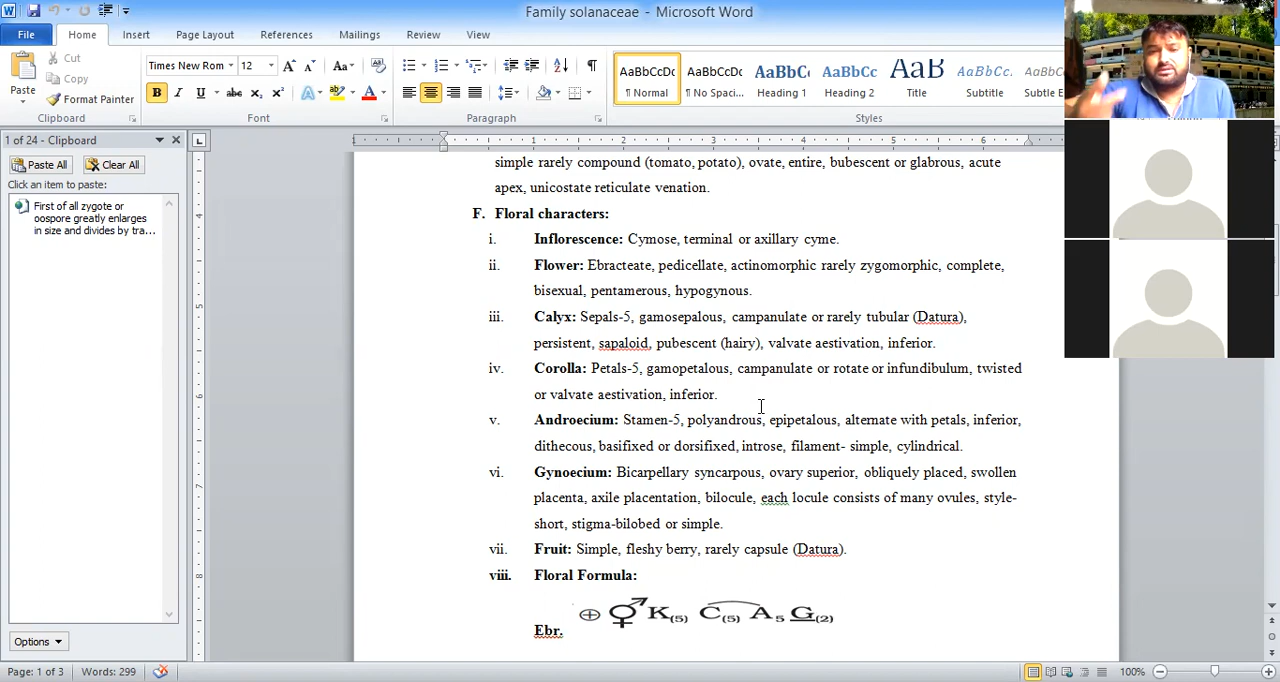 Family solanaceae - Microsoft Word
File Home Insert Page Layout References Mailings Review View
Cut
Copy
Format Painter
Paste
Clipboard
Times New Rom 12
Font
Paragraph
AaBbCcDc AaBbCcDc AaBbC AaBbCc AaB AaBbCc. AaBbCc
¶ Normal ¶ No Spaci... Heading 1 Heading 2 Title Subtitle Subtle E
Styles
1 of 24 - Clipboard
Paste All Clear All
Click an item to paste:
First of all zygote or
oospore greatly enlarges
in size and divides by tra...
Options
simple rarely compound (tomato, potato), ovate, entire, bubescent or glabrous, acute
apex, unicostate reticulate venation.
F. Floral characters:
i. Inflorescence: Cymose, terminal or axillary cyme.
ii. Flower: Ebracteate, pedicellate, actinomorphic rarely zygomorphic, complete,
bisexual, pentamerous, hypogynous.
iii. Calyx: Sepals-5, gamosepalous, campanulate or rarely tubular (Datura),
persistent, sapaloid, pubescent (hairy), valvate aestivation, inferior.
iv. Corolla: Petals-5, gamopetalous, campanulate or rotate or infundibulum, twisted
or valvate aestivation, inferior.
v. Androecium: Stamen-5, polyandrous, epipetalous, alternate with petals, inferior,
dithecous, basifixed or dorsifixed, introse, filament- simple, cylindrical.
vi. Gynoecium: Bicarpellary syncarpous, ovary superior, obliquely placed, swollen
placenta, axile placentation, bilocule, each locule consists of many ovules, style-
short, stigma-bilobed or simple.
vii. Fruit: Simple, fleshy berry, rarely capsule (Datura).
viii. Floral Formula:
Ebr. ⊕ ⚥ K(5) C(5) A5 G(2)
Page: 1 of 3 Words: 299 100%